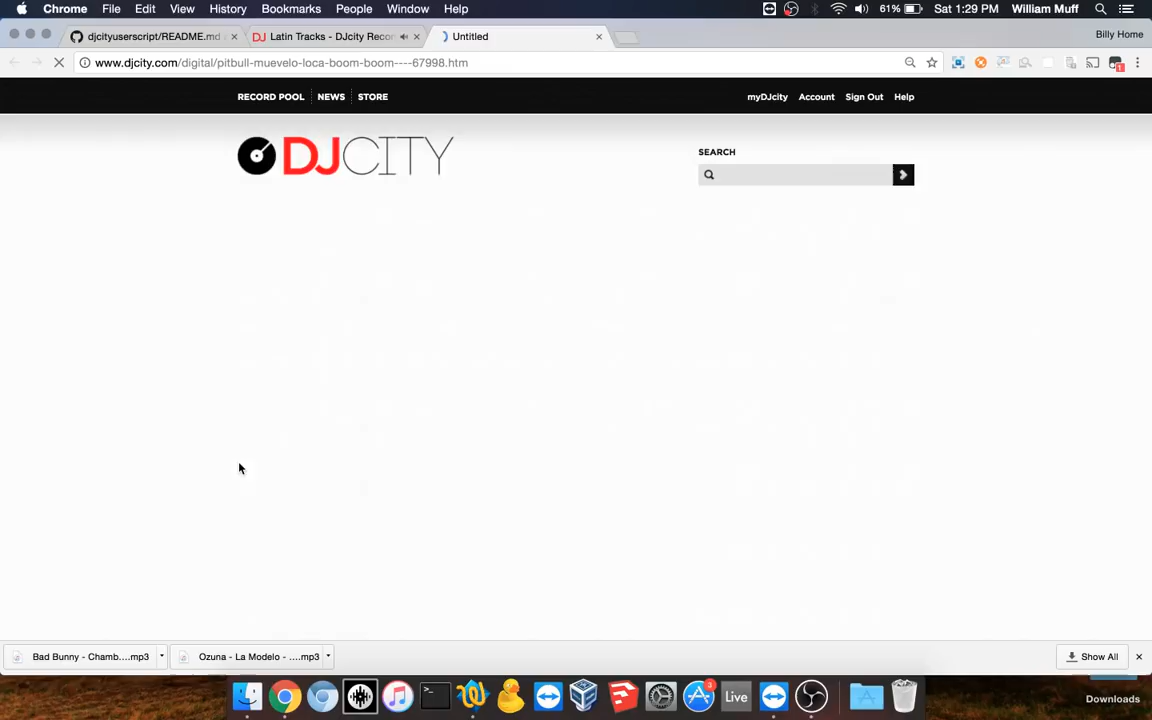 Chrome File Edit View History Bookmarks People Window Help 61% Sat 1:29 PM William Muff
djcityuserscript/README.md Latin Tracks - DJcity Recor Untitled Billy Home
www.djcity.com/digital/pitbull-muevelo-loca-boom-boom----67998.htm
RECORD POOL NEWS STORE myDJcity Account Sign Out Help
DJCITY
SEARCH
Bad Bunny - Chamb....mp3 Ozuna - La Modelo - ....mp3 Show All
3
Live
Downloads